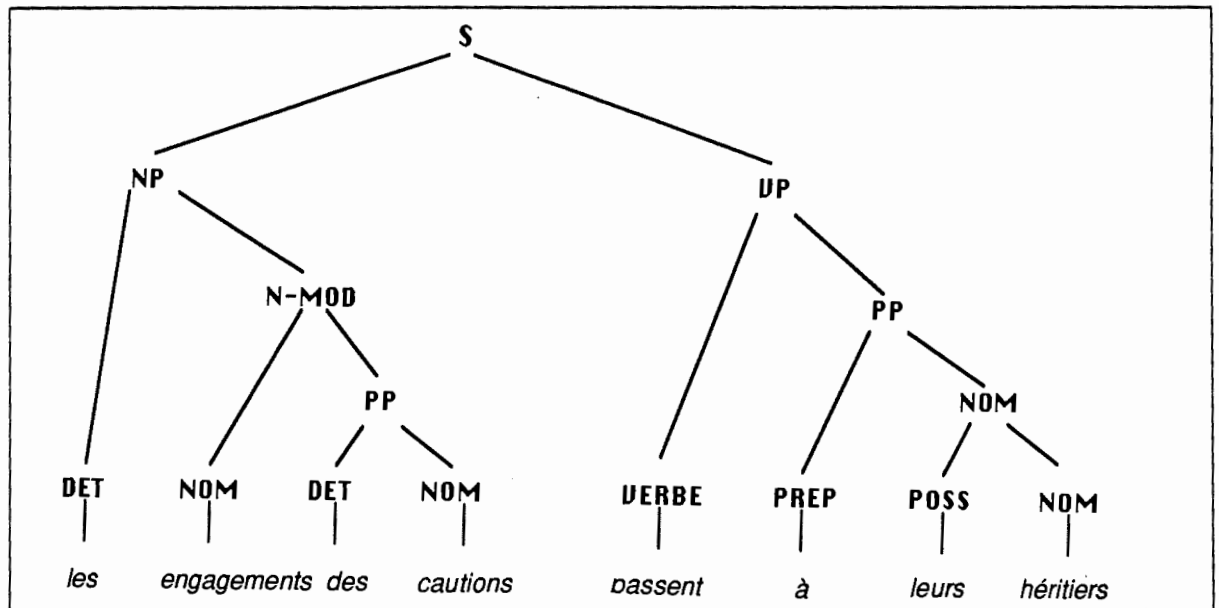 S
NP VP
N-MOD PP
PP NOM
DET NOM DET NOM VERBE PREP POSS NOM
les engagements des cautions passent à leurs héritiers